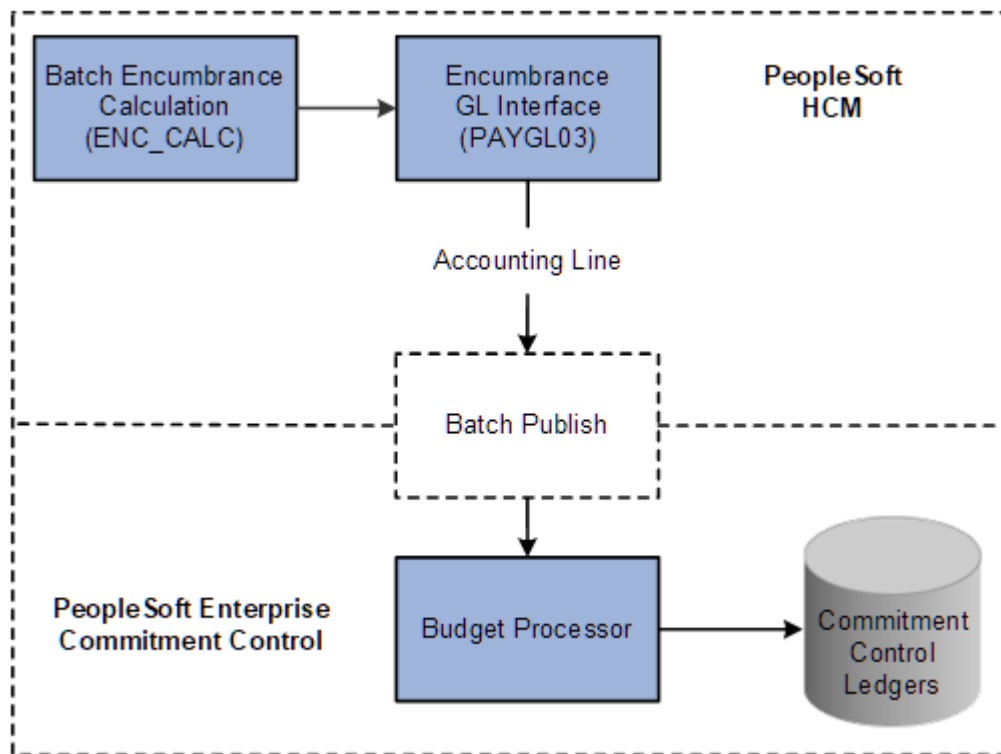 Batch Encumbrance
Calculation
(ENC_CALC)
Encumbrance
GL Interface
(PAYGL03)
PeopleSoft
HCM
Accounting Line
Batch Publish
PeopleSoft Enterprise
Commitment Control
Budget Processor
Commitment
Control
Ledgers